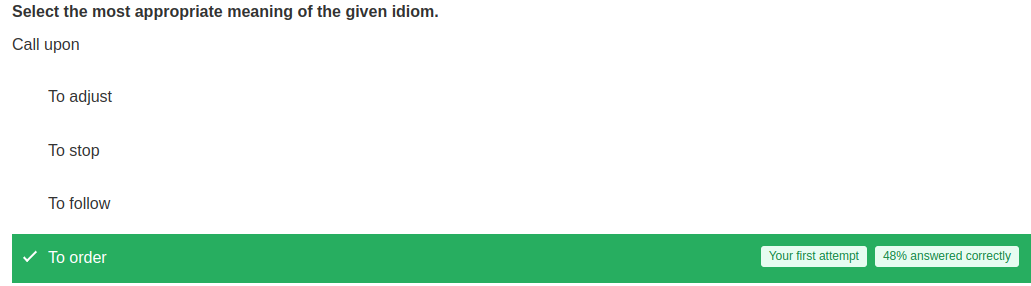 Select the most appropriate meaning of the given idiom.
Call upon
To adjust
To stop
To follow
To order Your first attempt 48% answered correctly